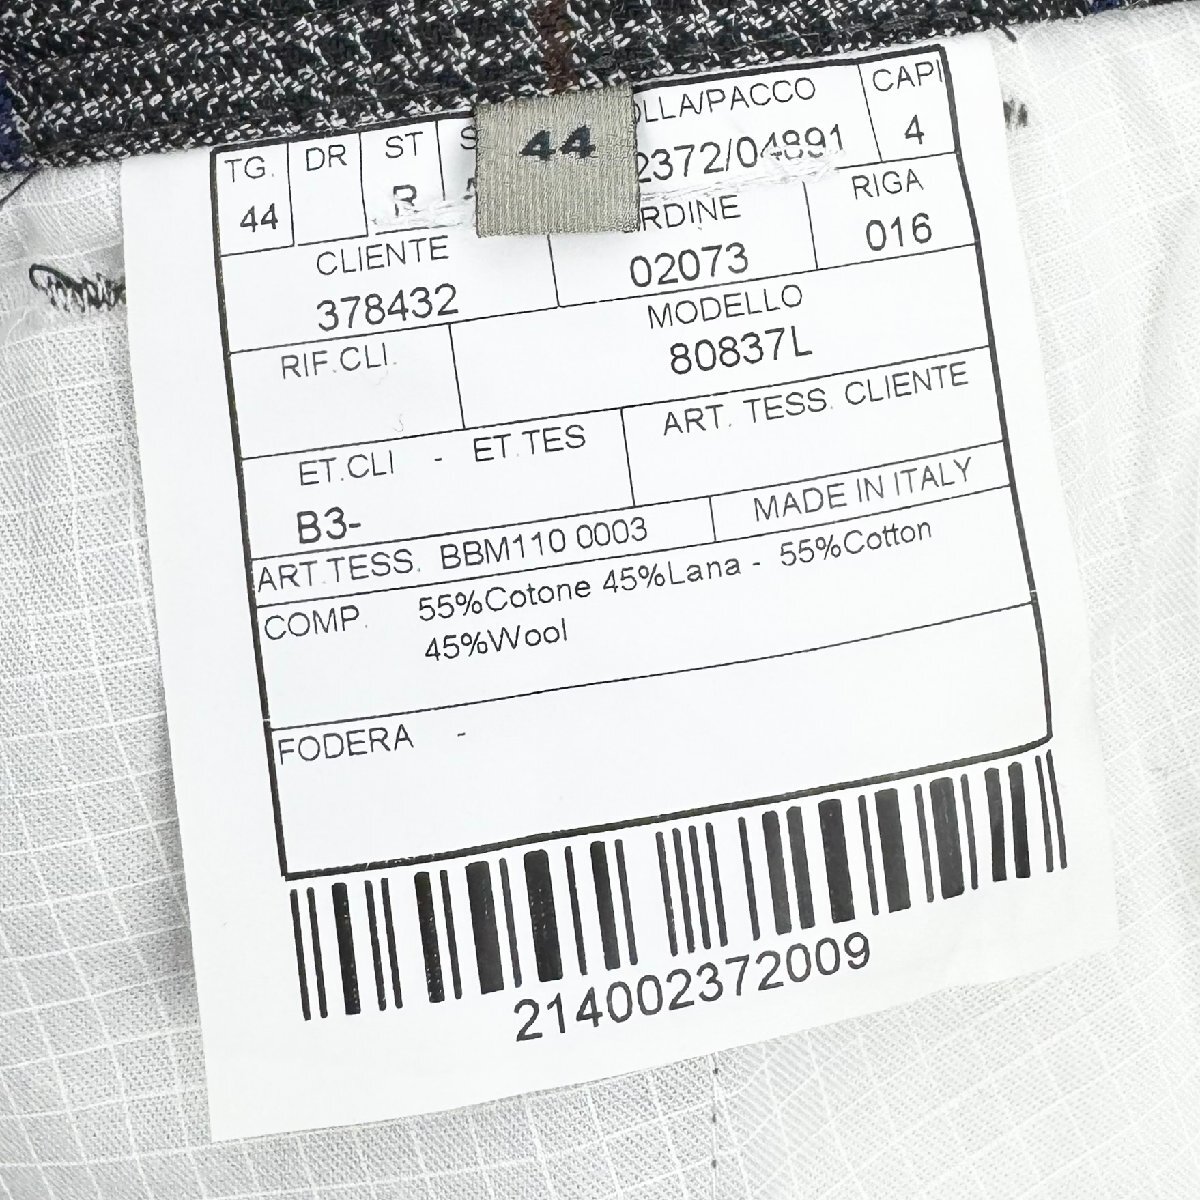 44
TG. DR ST OLLA/PACCO CAPI
44 R 2372/04891 4
CLIENTE RDINE RIGA
378432 02073 016
RIF.CLI. MODELLO
80837L
ET.CLI - ET.TES ART. TESS. CLIENTE
B3-
ART.TESS. BBM110 0003 MADE IN ITALY
COMP. 55%Cotone 45%Lana - 55%Cotton
45%Wool
FODERA -
214002372009